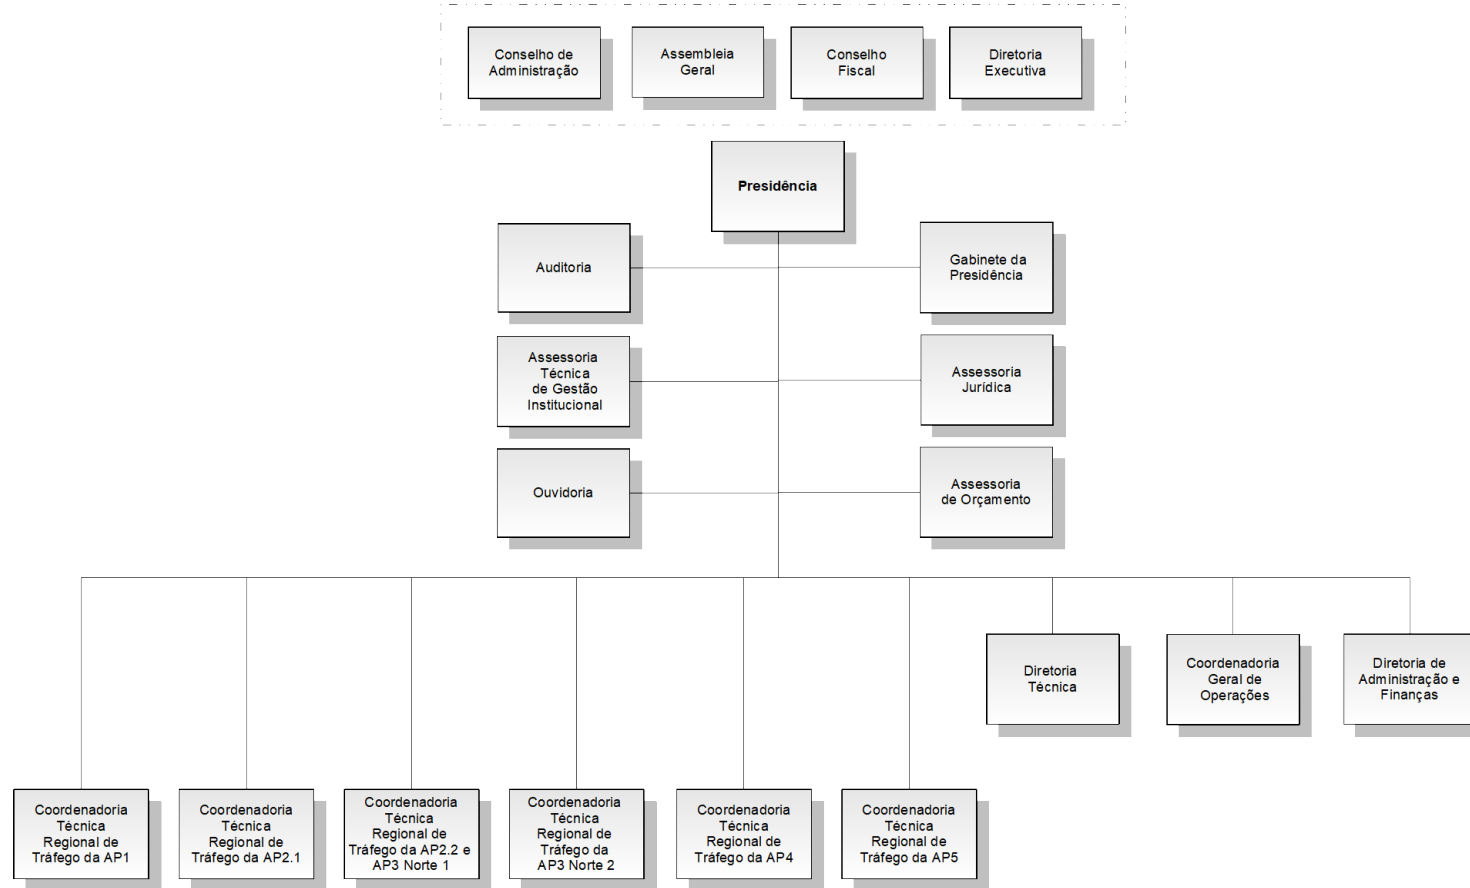 Conselho de
Administração
Assembleia
Geral
Conselho
Fiscal
Diretoria
Executiva
Presidência
Auditoria
Gabinete da
Presidência
Assessoria
Técnica
de Gestão
Institucional
Assessoria
Jurídica
Ouvidoria
Assessoria
de Orçamento
Diretoria
Técnica
Coordenadoria
Geral de
Operações
Diretoria de
Administração e
Finanças
Coordenadoria
Técnica
Regional de
Tráfego da AP1
Coordenadoria
Técnica
Regional de
Tráfego da AP2.1
Coordenadoria
Técnica
Regional de
Tráfego da AP2.2 e
AP3 Norte 1
Coordenadoria
Técnica
Regional de
Tráfego da
AP3 Norte 2
Coordenadoria
Técnica
Regional de
Tráfego da AP4
Coordenadoria
Técnica
Regional de
Tráfego da AP5